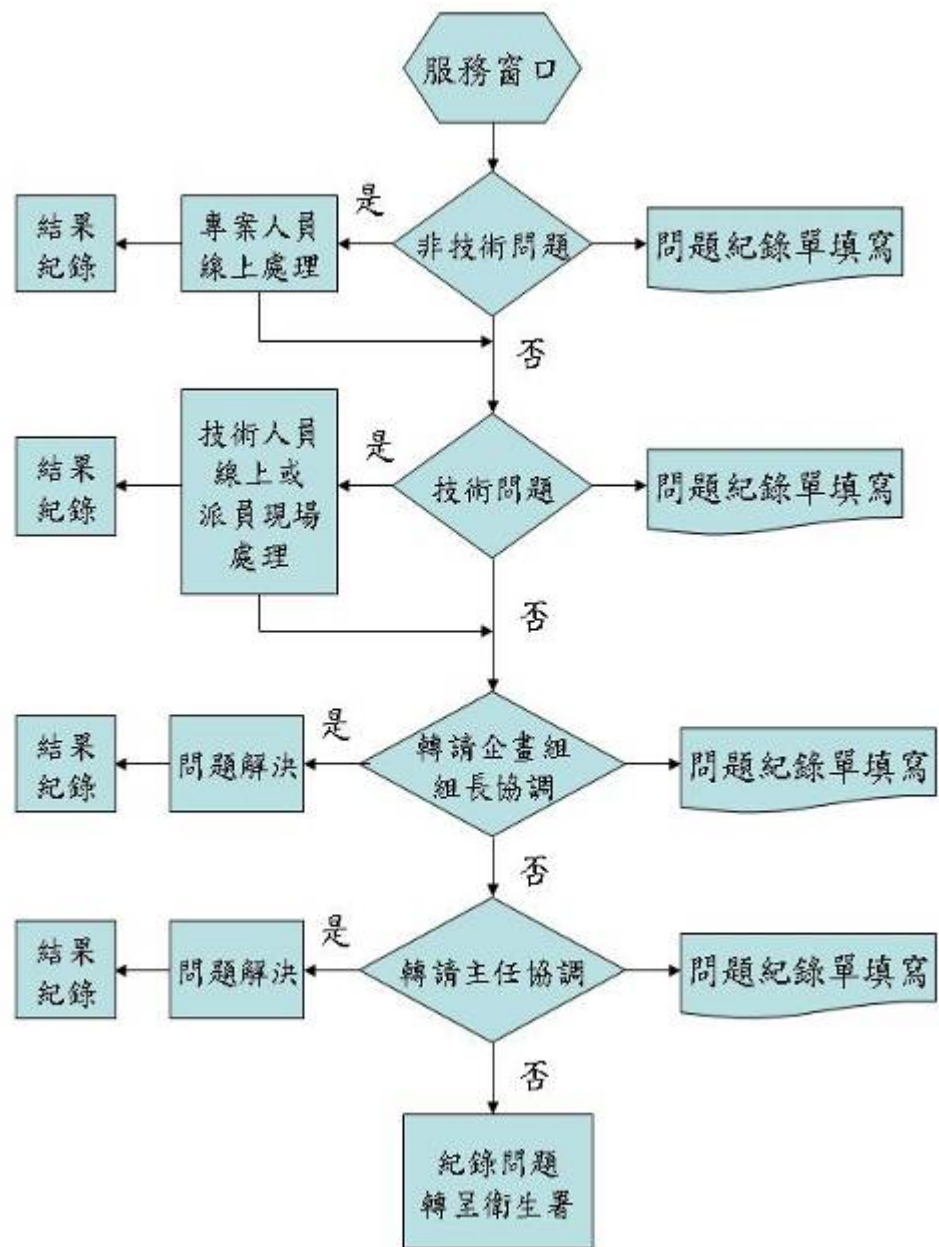 服務窗口
是
結果
紀錄
專案人員
線上處理
非技術問題
問題紀錄單填寫
否
結果
紀錄
技術人員
線上或
派員現場
處理
是
技術問題
問題紀錄單填寫
否
結果
紀錄
問題解決
是
轉請企畫組
組長協調
問題紀錄單填寫
否
結果
紀錄
問題解決
是
轉請主任協調
問題紀錄單填寫
否
紀錄問題
轉呈衛生署